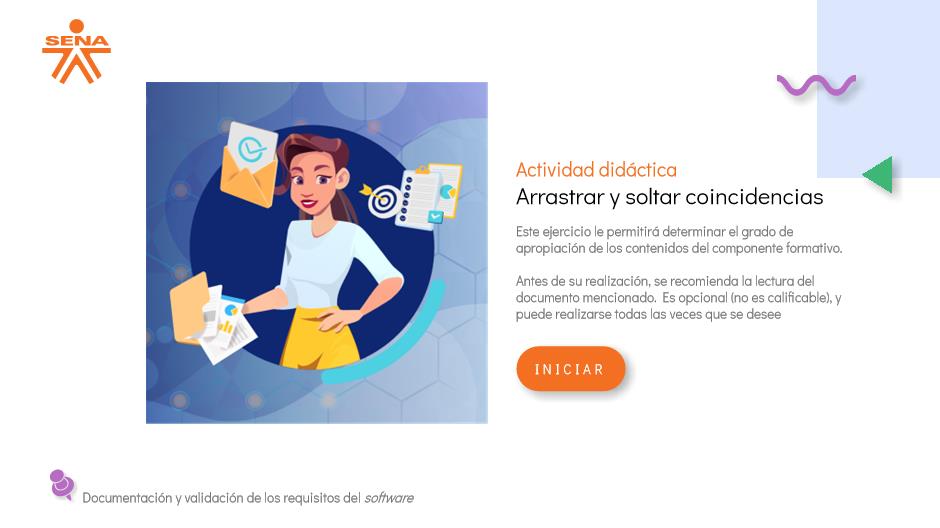 SENA
Actividad didáctica
Arrastrar y soltar coincidencias
Este ejercicio le permitirá determinar el grado de
apropiación de los contenidos del componente formativo.
Antes de su realización, se recomienda la lectura del
documento mencionado. Es opcional (no es calificable), y
puede realizarse todas las veces que se desee
INICIAR
Documentación y validación de los requisitos del software